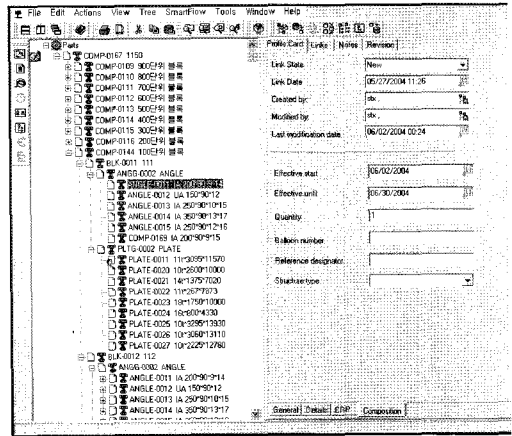 File Edit Actions View Tree SmartFlow Tools Window Help
Parts
COMP-0167 1150
COMP-0109 900단위 블록
COMP-0110 800단위 블록
COMP-0111 700단위 블록
COMP-0112 600단위 블록
COMP-0113 500단위 블록
COMP-0114 400단위 블록
COMP-0115 300단위 블록
COMP-0116 200단위 블록
COMP-0144 100단위 블록
BLK-0011 111
ANGG-0002 ANGLE
ANGLE-0011 IA 200*90*9*14
ANGLE-0012 UA 150*90*12
ANGLE-0013 IA 250*90*10*15
ANGLE-0014 IA 350*90*13*17
ANGLE-0015 IA 250*90*12*16
COMP-0169 IA 200*90*9*15
PLTG-0002 PLATE
PLATE-0011 11t*3095*11570
PLATE-0020 10t*2600*10000
PLATE-0021 14t*1375*7020
PLATE-0022 11t*267*7873
PLATE-0023 18t*1750*10900
PLATE-0024 16t*800*4330
PLATE-0025 10t*3295*13930
PLATE-0026 10t*3060*13110
PLATE-0027 10t*2225*12760
BLK-0012 112
ANGG-0002 ANGLE
ANGLE-0011 IA 200*90*9*14
ANGLE-0012 UA 150*90*12
ANGLE-0013 IA 250*90*10*15
ANGLE-0014 IA 350*90*13*17
Profile Card Links Notes Revision
Link State New
Link Date 05/27/2004 11:26
Created by: stx,
Modified by: stx,
Last modification date 06/02/2004 00:24
Effective start 06/02/2004
Effective until 06/30/2004
Quantity 1
Balloon number
Reference designator
Structure type
General Details ERP Composition